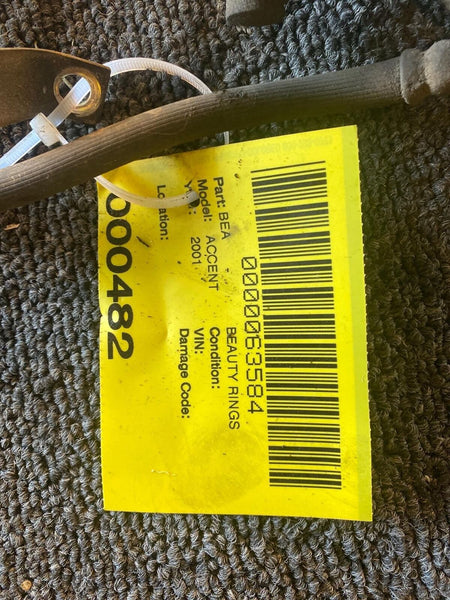 0000063584
Part: BEA BEAUTY RINGS
Model: ACCENT Condition:
2001 VIN:
Location: Damage Code:
000482